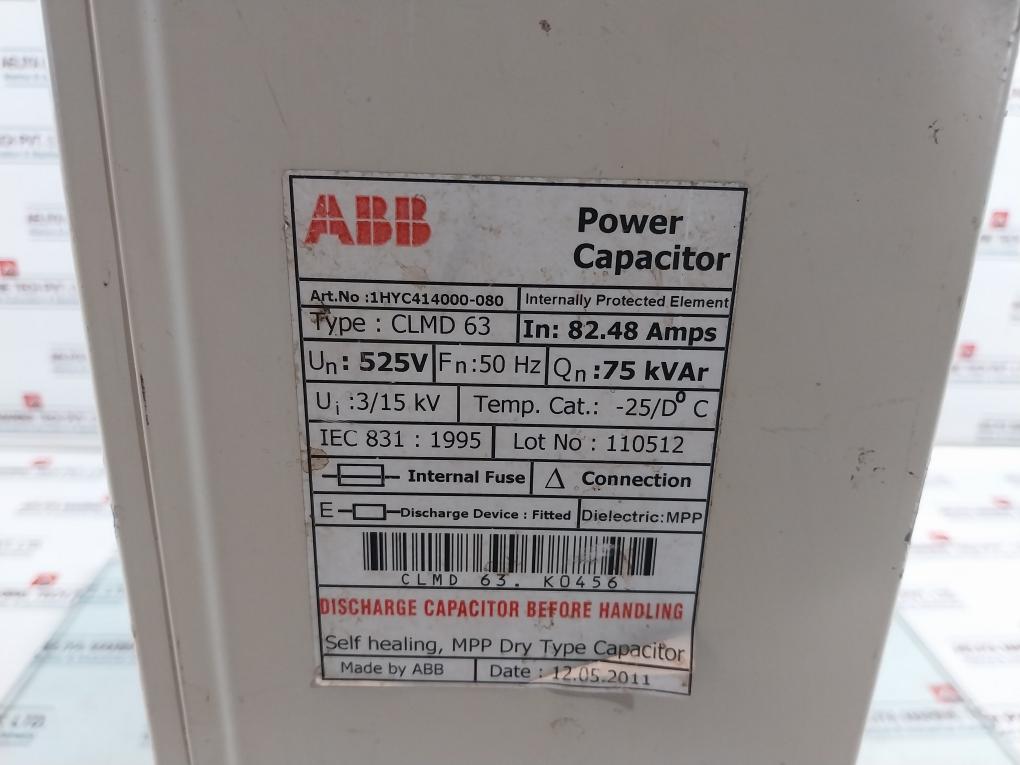 ABB
Power
Capacitor
Art.No :1HYC414000-080
Internally Protected Element
Type : CLMD 63
In: 82.48 Amps
Un: 525V
Fn:50 Hz
Qn:75 kVAr
Ui :3/15 kV
Temp. Cat.: -25/D⁰ C
IEC 831 : 1995
Lot No : 110512
Internal Fuse
Δ Connection
E
Discharge Device : Fitted
Dielectric:MPP
CLMD 63. K0456
DISCHARGE CAPACITOR BEFORE HANDLING
Self healing, MPP Dry Type Capacitor
Made by ABB
Date : 12.05.2011